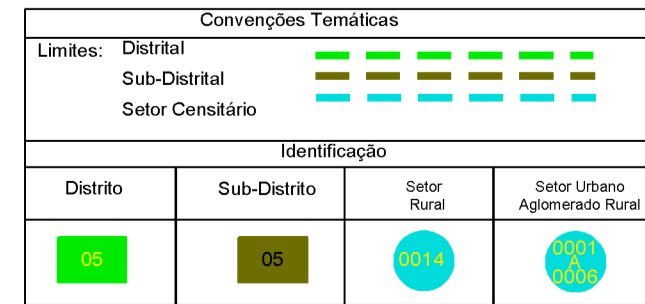 Convenções Temáticas
Limites: Distrital
Sub-Distrital
Setor Censitário
Identificação
Distrito
Sub-Distrito
Setor
Rural
Setor Urbano
Aglomerado Rural
05
05
0014
0001
A
0006